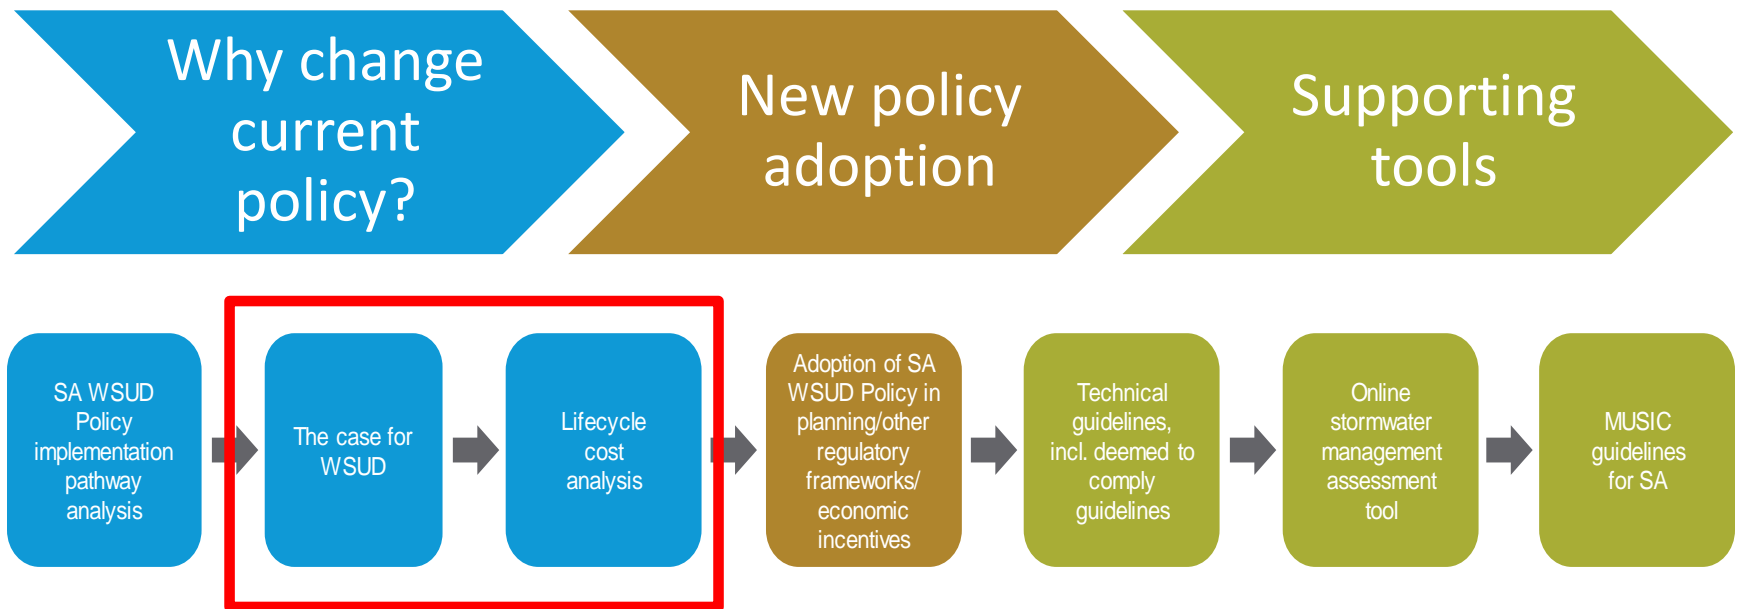 Why change
current
policy?
New policy
adoption
Supporting
tools
SA WSUD
Policy
implementation
pathway
analysis
The case for
WSUD
Lifecycle
cost
analysis
Adoption of SA
WSUD Policy in
planning/other
regulatory
frameworks/
economic
incentives
Technical
guidelines,
incl. deemed to
comply
guidelines
Online
stormwater
management
assessment
tool
MUSIC
guidelines
for SA